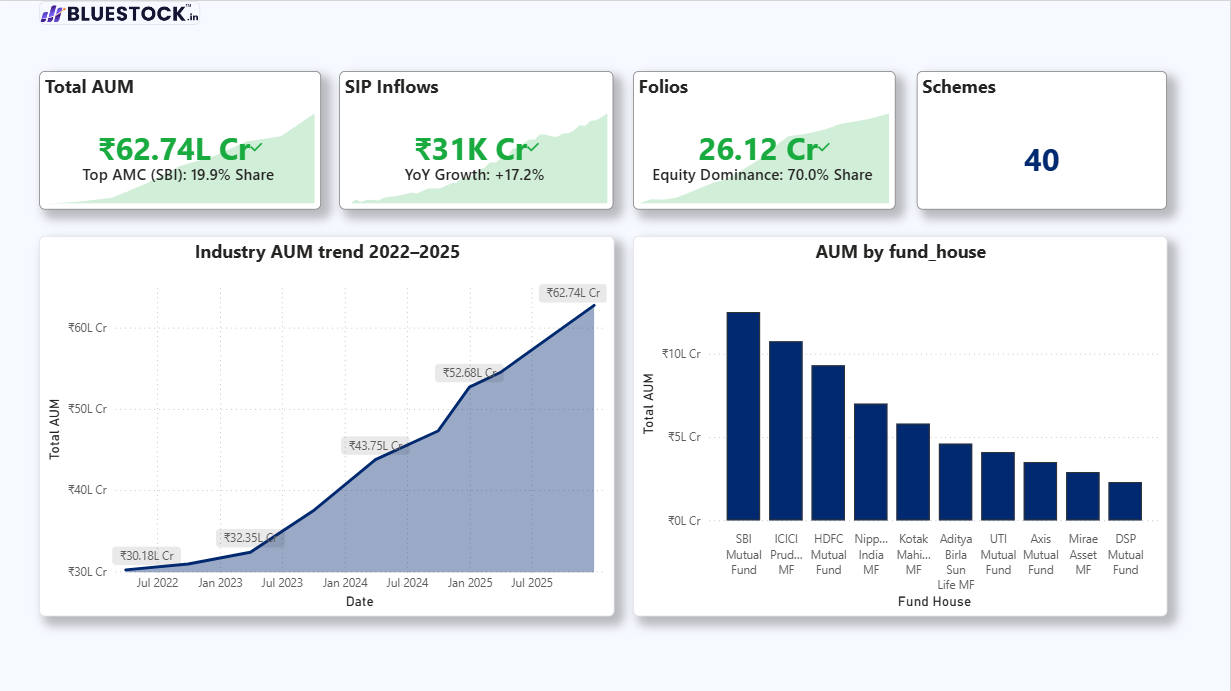 BLUESTOCK™.in
Total AUM
₹62.74L Cr
Top AMC (SBI): 19.9% Share
SIP Inflows
₹31K Cr
YoY Growth: +17.2%
Folios
26.12 Cr
Equity Dominance: 70.0% Share
Schemes
40
Industry AUM trend 2022–2025
Total AUM
₹60L Cr
₹50L Cr
₹40L Cr
₹30L Cr
₹30.18L Cr
₹32.35L Cr
₹43.75L Cr
₹52.68L Cr
₹62.74L Cr
Jul 2022
Jan 2023
Jul 2023
Jan 2024
Jul 2024
Jan 2025
Jul 2025
Date
AUM by fund_house
Total AUM
₹10L Cr
₹5L Cr
₹0L Cr
SBI
Mutual
Fund
ICICI
Prud...
MF
HDFC
Mutual
Fund
Nipp...
India
MF
Kotak
Mahi...
MF
Aditya
Birla
Sun
Life MF
UTI
Mutual
Fund
Axis
Mutual
Fund
Mirae
Asset
MF
DSP
Mutual
Fund
Fund House